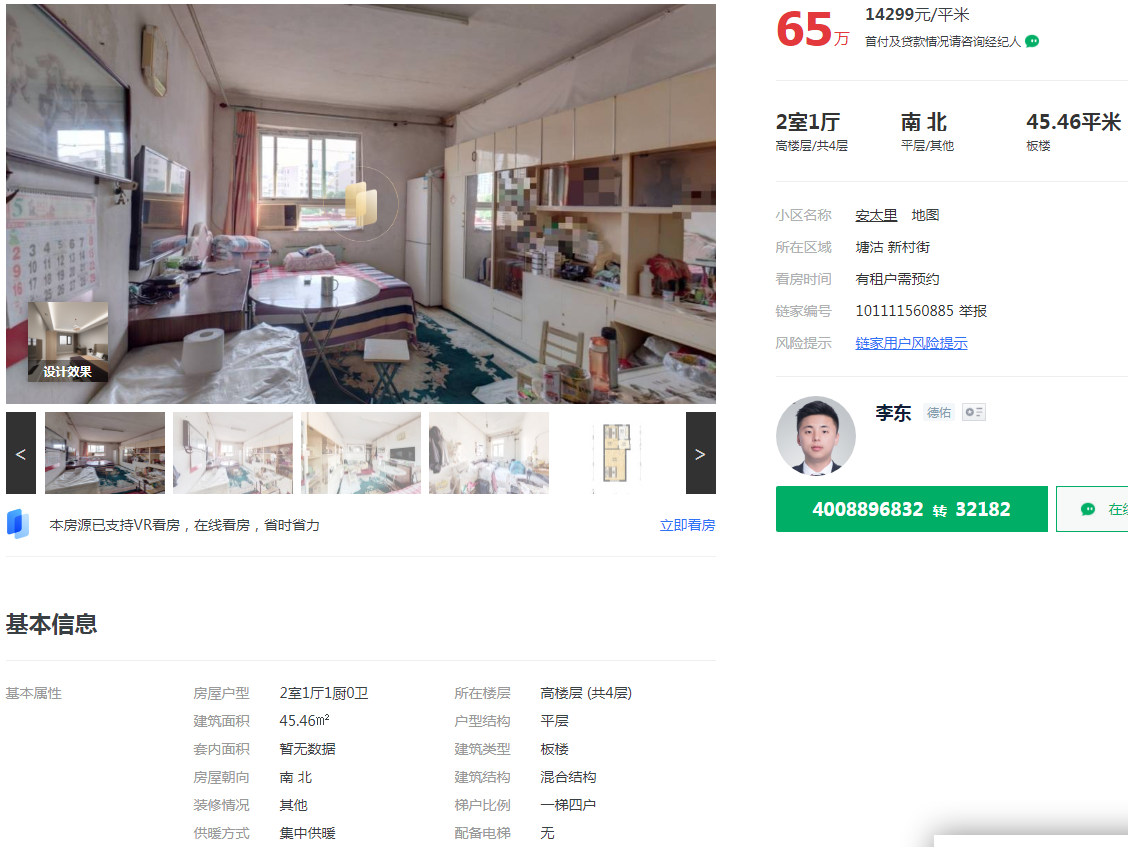 65万
14299元/平米
首付及贷款情况请咨询经纪人
2室1厅
高楼层/共4层
南 北
平层/其他
45.46平米
板楼
小区名称 安太里 地图
所在区域 塘沽 新村街
看房时间 有租户需预约
链家编号 101111560885 举报
风险提示 链家用户风险提示
李东 德佑
4008896832 转 32182
在线
设计效果
<
>
本房源已支持VR看房，在线看房，省时省力 立即看房
基本信息
基本属性
房屋户型 2室1厅1厨0卫 所在楼层 高楼层 (共4层)
建筑面积 45.46㎡ 户型结构 平层
套内面积 暂无数据 建筑类型 板楼
房屋朝向 南 北 建筑结构 混合结构
装修情况 其他 梯户比例 一梯四户
供暖方式 集中供暖 配备电梯 无